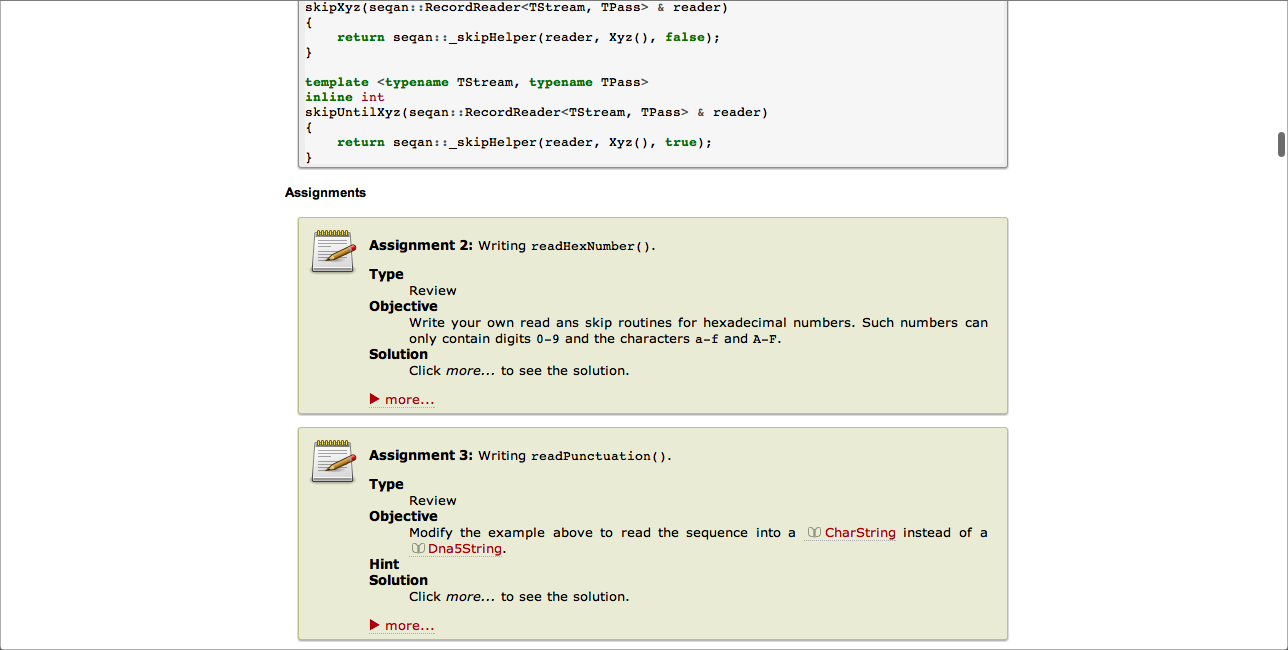 skipXyz(seqan::RecordReader<TStream, TPass> & reader)
{
    return seqan::_skipHelper(reader, Xyz(), false);
}
template <typename TStream, typename TPass>
inline int
skipUntilXyz(seqan::RecordReader<TStream, TPass> & reader)
{
    return seqan::_skipHelper(reader, Xyz(), true);
}
Assignments
Assignment 2: Writing readHexNumber().
Type
Review
Objective
Write your own read ans skip routines for hexadecimal numbers. Such numbers can
only contain digits 0-9 and the characters a-f and A-F.
Solution
Click more... to see the solution.
more...
Assignment 3: Writing readPunctuation().
Type
Review
Objective
Modify the example above to read the sequence into a CharString instead of a
Dna5String.
Hint
Solution
Click more... to see the solution.
more...